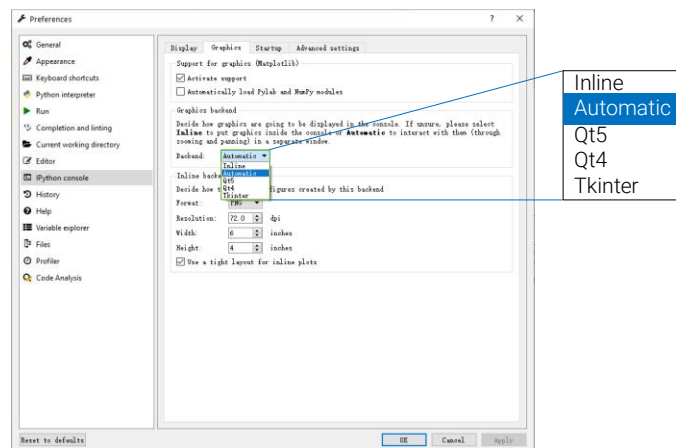 Preferences
?
General
Appearance
Keyboard shortcuts
Python interpreter
Run
Completion and linting
Current working directory
Editor
IPython console
History
Help
Variable explorer
Files
Profiler
Code Analysis
Display Graphics Startup Advanced settings
Support for graphics (Matplotlib)
Activate support
Automatically load Pylab and NumPy modules
Graphics backend
Decide how graphics are going to be displayed in the console. If unsure, please select
Inline to put graphics inside the console or Automatic to interact with them (through
zooming and panning) in a separate window.
Backend: Automatic
Inline
Automatic
Qt5
Qt4
Tkinter
Inline backe
Decide how t figures created by this backend
Format: PNG
Resolution: 72.0 dpi
Width: 6 inches
Height: 4 inches
Use a tight layout for inline plots
Reset to defaults
OK Cancel Apply
Inline
Automatic
Qt5
Qt4
Tkinter